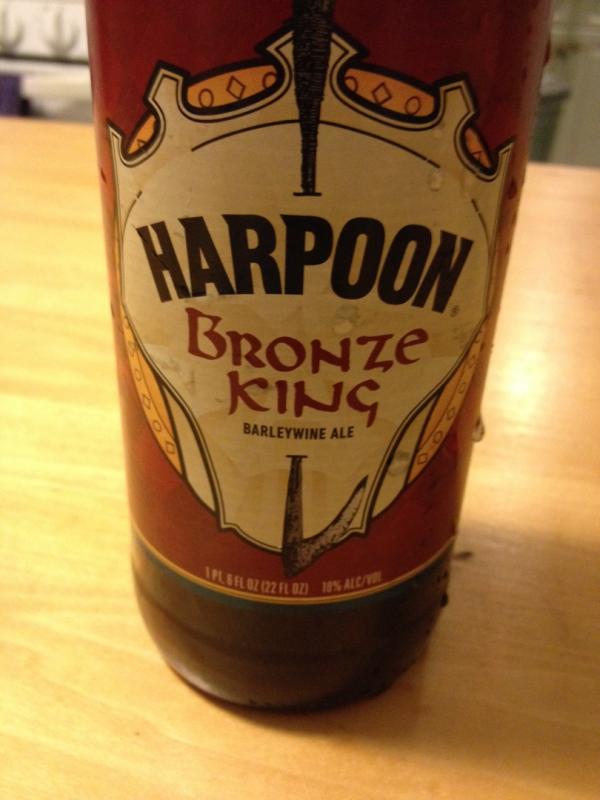 HARPOON®
BRONZE
KING
BARLEYWINE ALE
1 PT. 6 FL OZ (22 FL OZ) 10% ALC/VOL